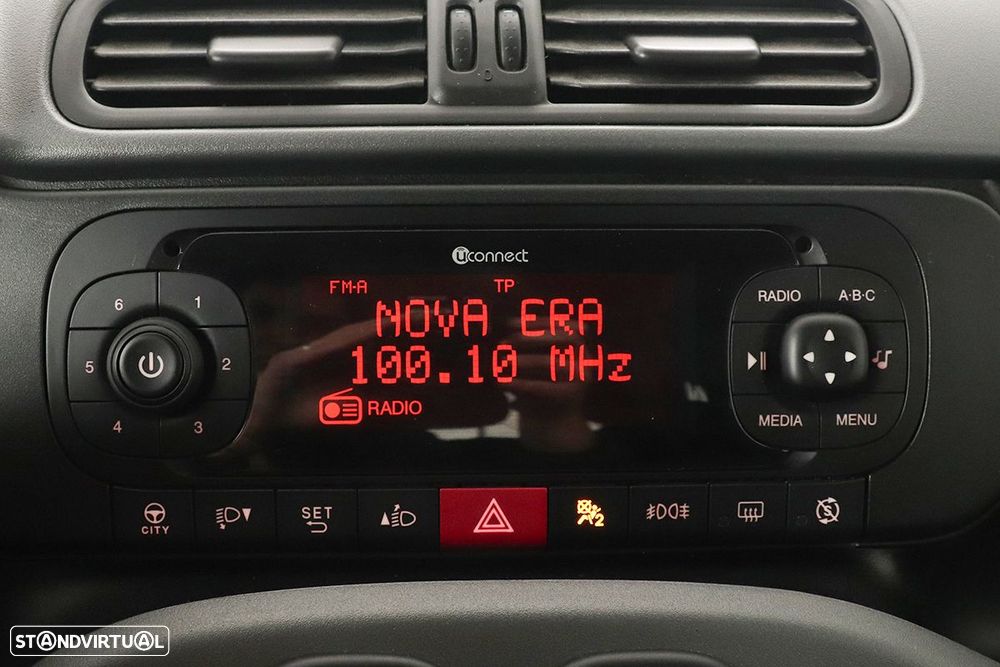 uconnect
FM-A TP
NOVA ERA
100.10 MHz
RADIO
6 1
5 2
4 3
RADIO A·B·C
MEDIA MENU
CITY
SET
2
STANDVIRTUAL